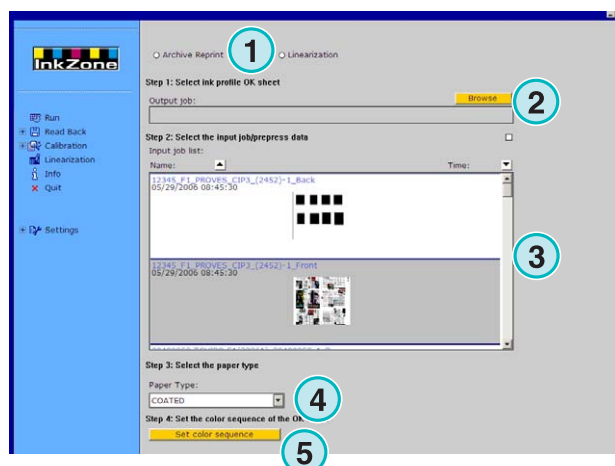 InkZone
Archive Reprint 1 Linearization
Step 1: Select ink profile OK sheet
Output job:
Browse 2
Run
Read Back
Calibration
Linearization
Info
Quit
Settings
Step 2: Select the input job/prepress data
Input job list:
Name: Time:
12345_F1_PROVES_CIP3_(2452)-1_Back
05/29/2006 08:45:30
3
12345_F1_PROVES_CIP3_(2452)-1_Front
05/29/2006 08:45:30
Step 3: Select the paper type
Paper Type:
COATED
4
Step 4: Set the color sequence of the OK
Set color sequence
5